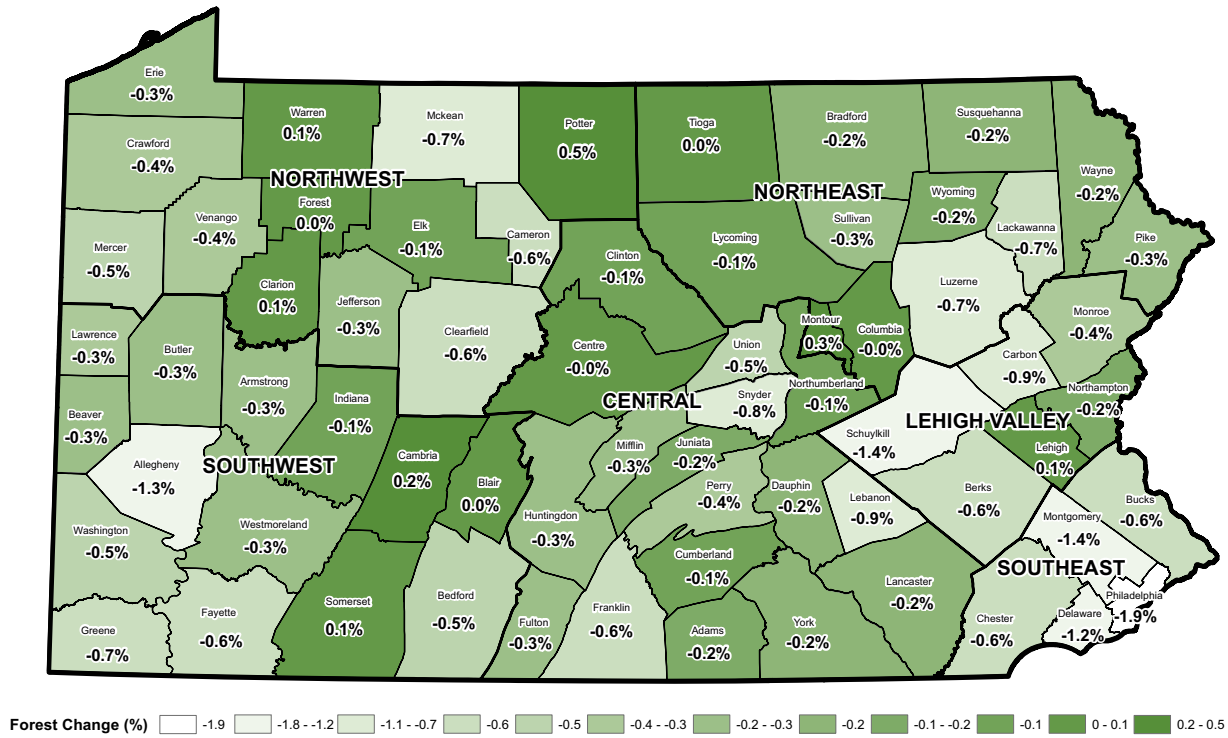 Erie
-0.3%
Warren
0.1%
Mckean
-0.7%
Potter
0.5%
Tioga
0.0%
Bradford
-0.2%
Susquehanna
-0.2%
Crawford
-0.4%
Wayne
-0.2%
NORTHWEST
NORTHEAST
Forest
0.0%
Wyoming
-0.2%
Venango
-0.4%
Elk
-0.1%
Cameron
-0.6%
Sullivan
-0.3%
Lackawanna
-0.7%
Mercer
-0.5%
Lycoming
-0.1%
Pike
-0.3%
Clinton
-0.1%
Clarion
0.1%
Luzerne
-0.7%
Jefferson
-0.3%
Monroe
-0.4%
Montour
0.3%
Columbia
-0.0%
Lawrence
-0.3%
Clearfield
-0.6%
Butler
-0.3%
Centre
-0.0%
Union
-0.5%
Carbon
-0.9%
Armstrong
-0.3%
Northumberland
-0.1%
Northampton
-0.2%
Indiana
-0.1%
CENTRAL
Snyder
-0.8%
Beaver
-0.3%
LEHIGH VALLEY
Schuylkill
-1.4%
Mifflin
-0.3%
Juniata
-0.2%
Lehigh
0.1%
Allegheny
-1.3%
SOUTHWEST
Cambria
0.2%
Blair
0.0%
Perry
-0.4%
Dauphin
-0.2%
Lebanon
-0.9%
Berks
-0.6%
Bucks
-0.6%
Huntingdon
-0.3%
Montgomery
-1.4%
Washington
-0.5%
Westmoreland
-0.3%
Cumberland
-0.1%
SOUTHEAST
Lancaster
-0.2%
Philadelphia
-1.9%
Somerset
0.1%
Bedford
-0.5%
Franklin
-0.6%
Fayette
-0.6%
Delaware
-1.2%
Chester
-0.6%
Fulton
-0.3%
York
-0.2%
Adams
-0.2%
Greene
-0.7%
Forest Change (%) -1.9 -1.8 - -1.2 -1.1 - -0.7 -0.6 -0.5 -0.4 - -0.3 -0.2 - -0.3 -0.2 -0.1 - -0.2 -0.1 0 - 0.1 0.2 - 0.5